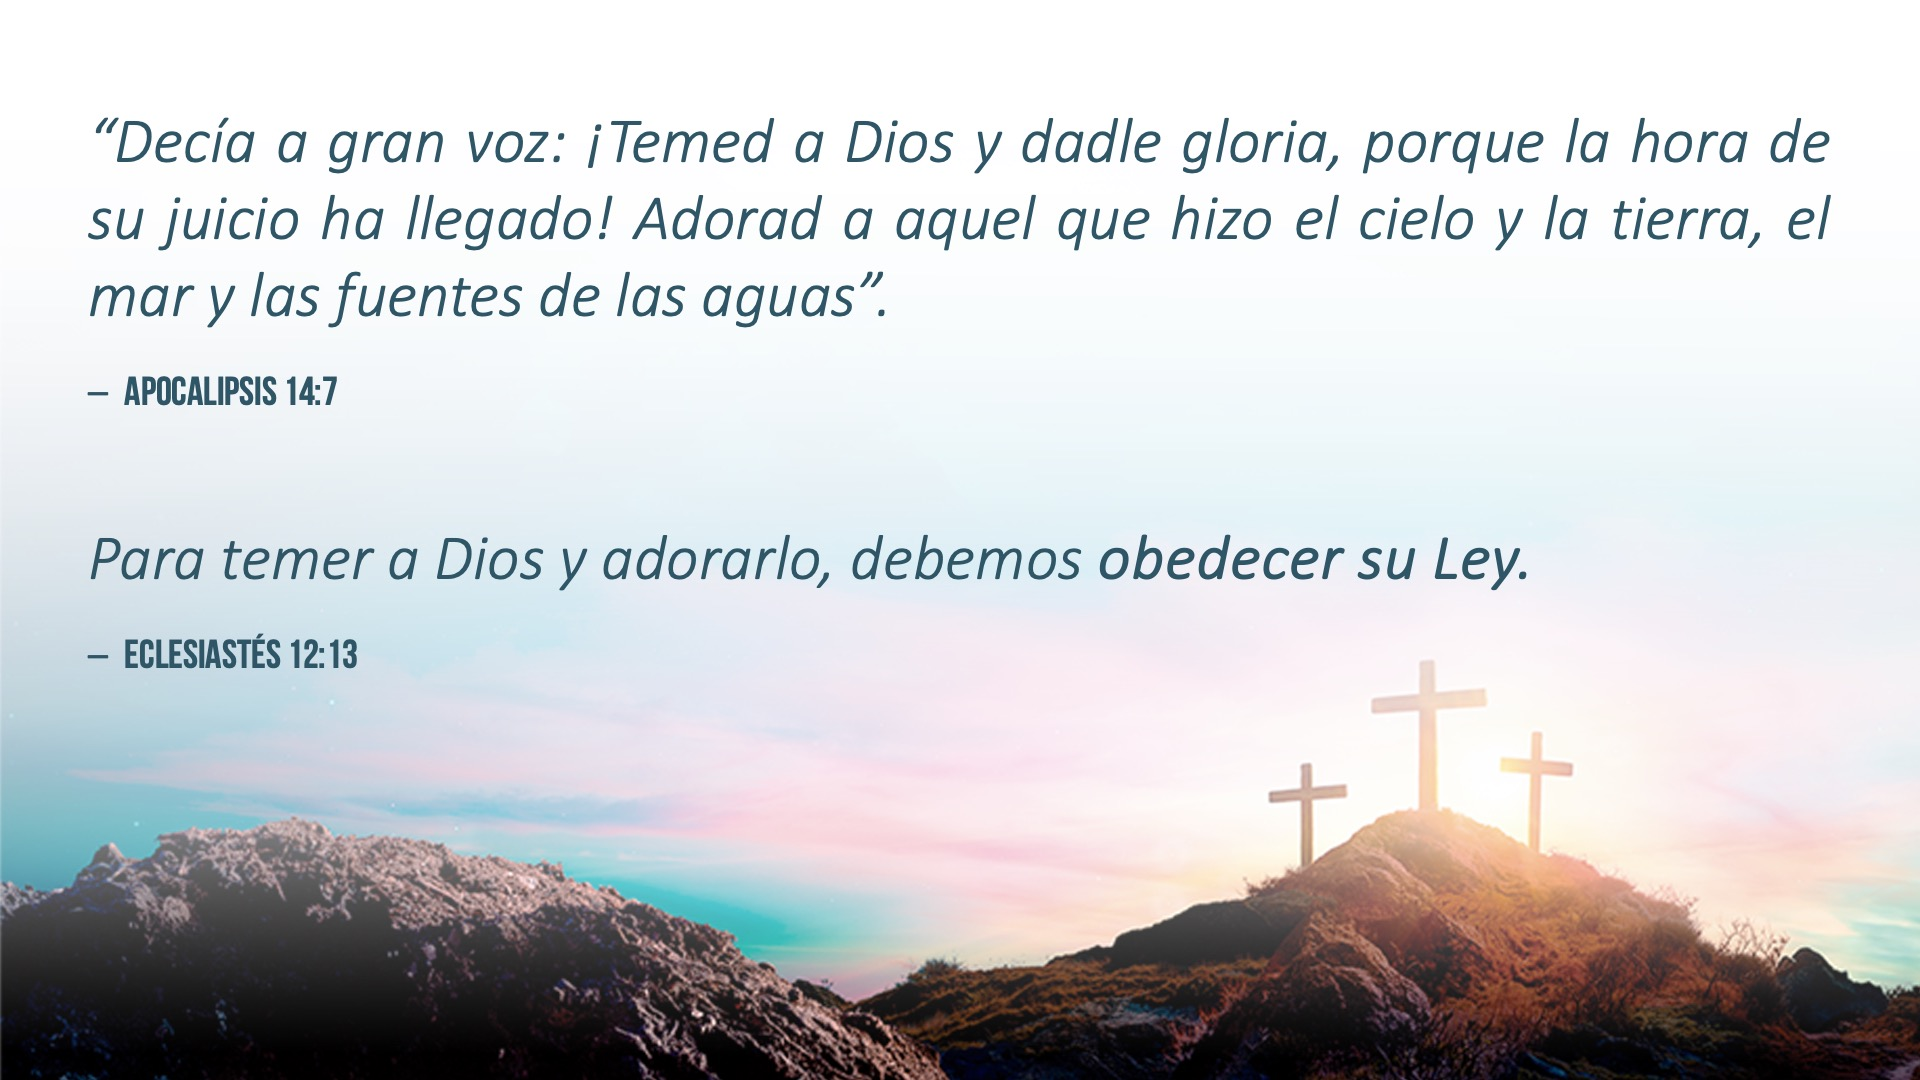 “Decía a gran voz: ¡Temed a Dios y dadle gloria, porque la hora de
su juicio ha llegado! Adorad a aquel que hizo el cielo y la tierra, el
mar y las fuentes de las aguas”.
– APOCALIPSIS 14:7
Para temer a Dios y adorarlo, debemos obedecer su Ley.
– ECLESIASTÉS 12:13